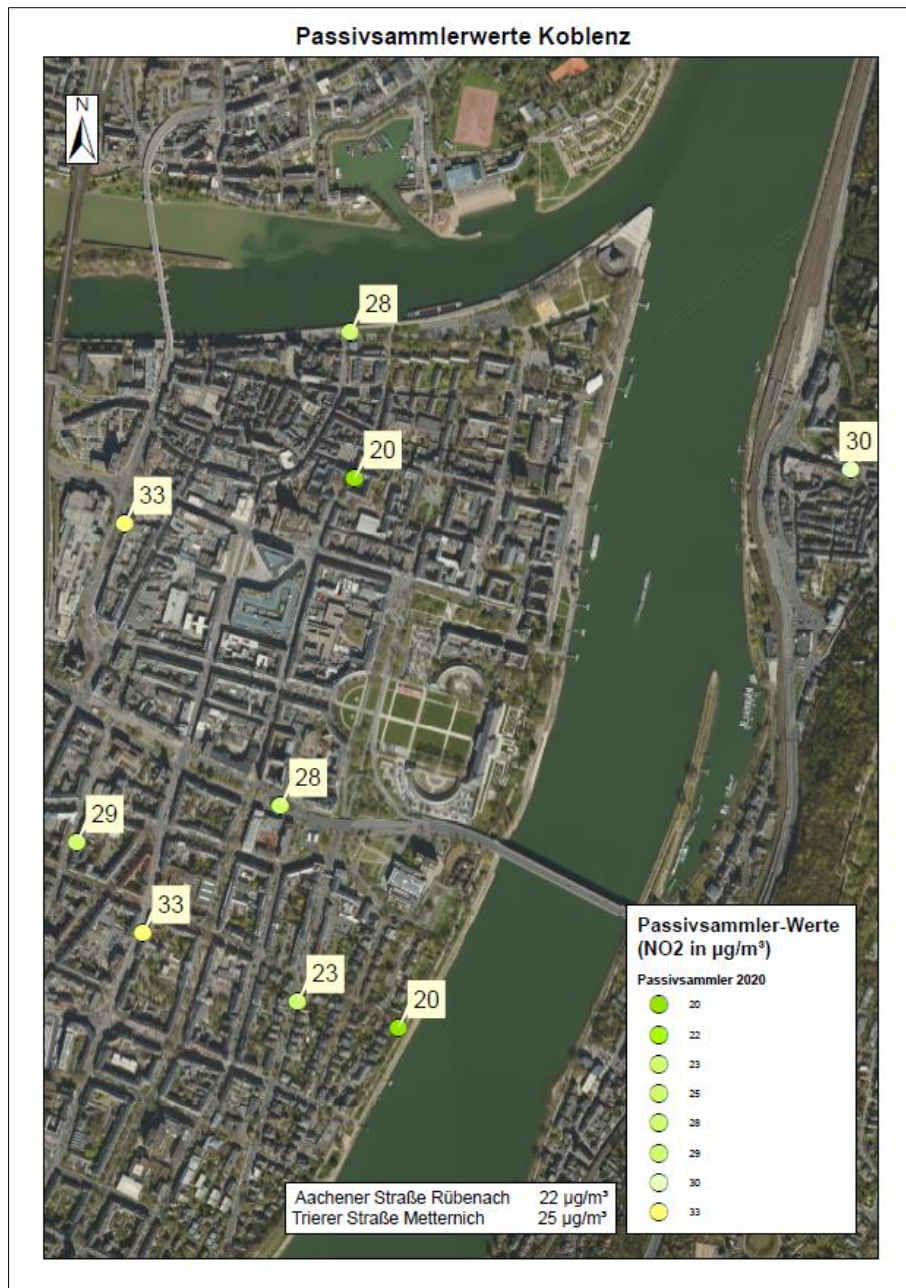 Passivsammlerwerte Koblenz
N
28
20
30
33
28
29
33
23
20
Passivsammler-Werte
(NO2 in µg/m³)
Passivsammler 2020
20
22
23
25
28
29
30
33
Aachener Straße Rübenach 22 µg/m³
Trierer Straße Metternich 25 µg/m³